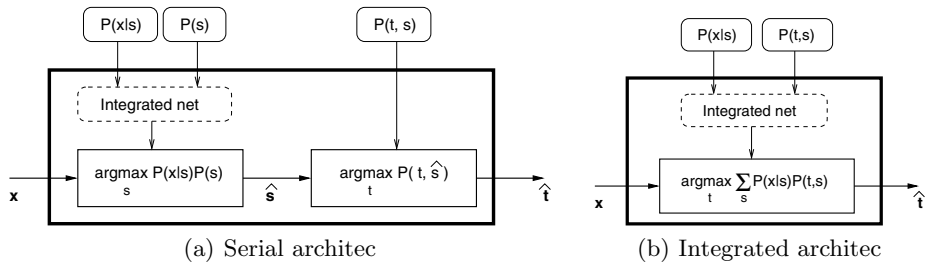 P(x|s)
P(s)
P(t, s)
Integrated net
argmax P(x|s)P(s)
s
argmax P( t, ŝ )
t
x
ŝ
t̂
(a) Serial architec
P(x|s)
P(t,s)
Integrated net
argmax ∑ P(x|s)P(t,s)
t s
x
t̂
(b) Integrated architec